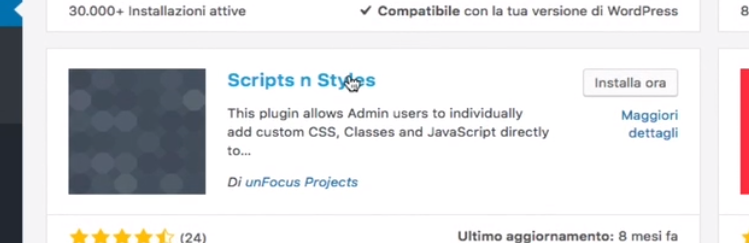 30.000+ Installazioni attive
✔ Compatibile con la tua versione di WordPress
8
Scripts n Styles
Installa ora
This plugin allows Admin users to individually
add custom CSS, Classes and JavaScript directly
to...
Maggiori
dettagli
Di unFocus Projects
(24)
Ultimo aggiornamento: 8 mesi fa